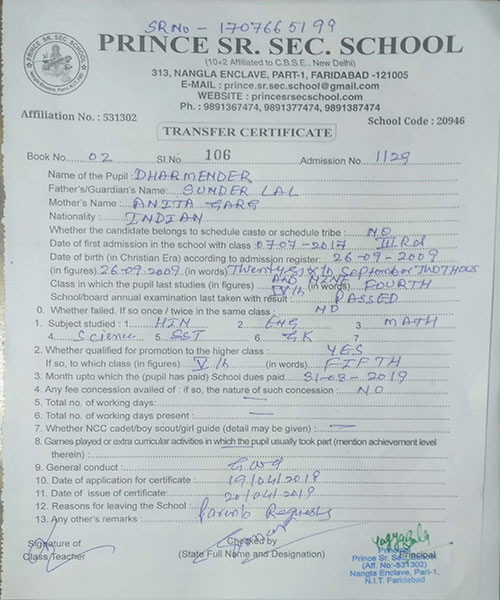 SR No - 1707665199
PRINCE SR. SEC. SCHOOL
(10+2 Affiliated to C.B.S.E., New Delhi)
313, NANGLA ENCLAVE, PART-1, FARIDABAD -121005
E-MAIL : prince.sr.sec.school@gmail.com
WEBSITE : princesrsecschool.com
Ph. : 9891367474, 9891377474, 9891387474
Affiliation No. : 531302 School Code : 20946
TRANSFER CERTIFICATE
Book No. 02 Sl No 106 Admission No. 1129
Name of the Pupil : DHARMENDER
Father's/Guardian's Name: SUNDER LAL
Mother's Name: ANITA GARG
Nationality : INDIAN
Whether the candidate belongs to schedule caste or schedule tribe : NO
Date of first admission in the school with class 07-07-2017 IIIRd
Date of birth (in Christian Era) according to admission register: 26-09-2009
(in figures) 26-09-2009 (in words) Twenty Sixth September
AND NINE
Class in which the pupil last studies (in figures) IVth (in words) FOURTH
School/board annual examination last taken with result PASSED
0. Whether failed. If so once / twice in the same class : NO
1. Subject studied : 1. HIN 2. ENG 3. MATH
4. Science 5. SST 6. GK 7.
2. Whether qualified for promotion to the higher class : YES
If so, to which class (in figures) Vth (in words) FIFTH
3. Month upto which the (pupil has paid) School dues paid 31-03-2019
4. Any fee concession availed of : if so, the nature of such concession : NO
5. Total no. of working days: —
6. Total no. of working days present : —
7. Whether NCC cadet/boy scout/girl guide (detail may be given) : —
8. Games played or extra curricular activities in which the pupil usually took part (mention achievement level
therein) :
9. General conduct : Good
10. Date of application for certificate : 19/04/2019
11. Date of issue of certificate: 20/04/2019
12. Reasons for leaving the School : Parents Requests
13. Any other's remarks :
Signature of Checked by
Class Teacher (State Full Name and Designation) Principal
Prince Sr. Sec. School
(Aff. No:-531302)
Nangla Enclave, Part-1,
N.I.T. Faridabad